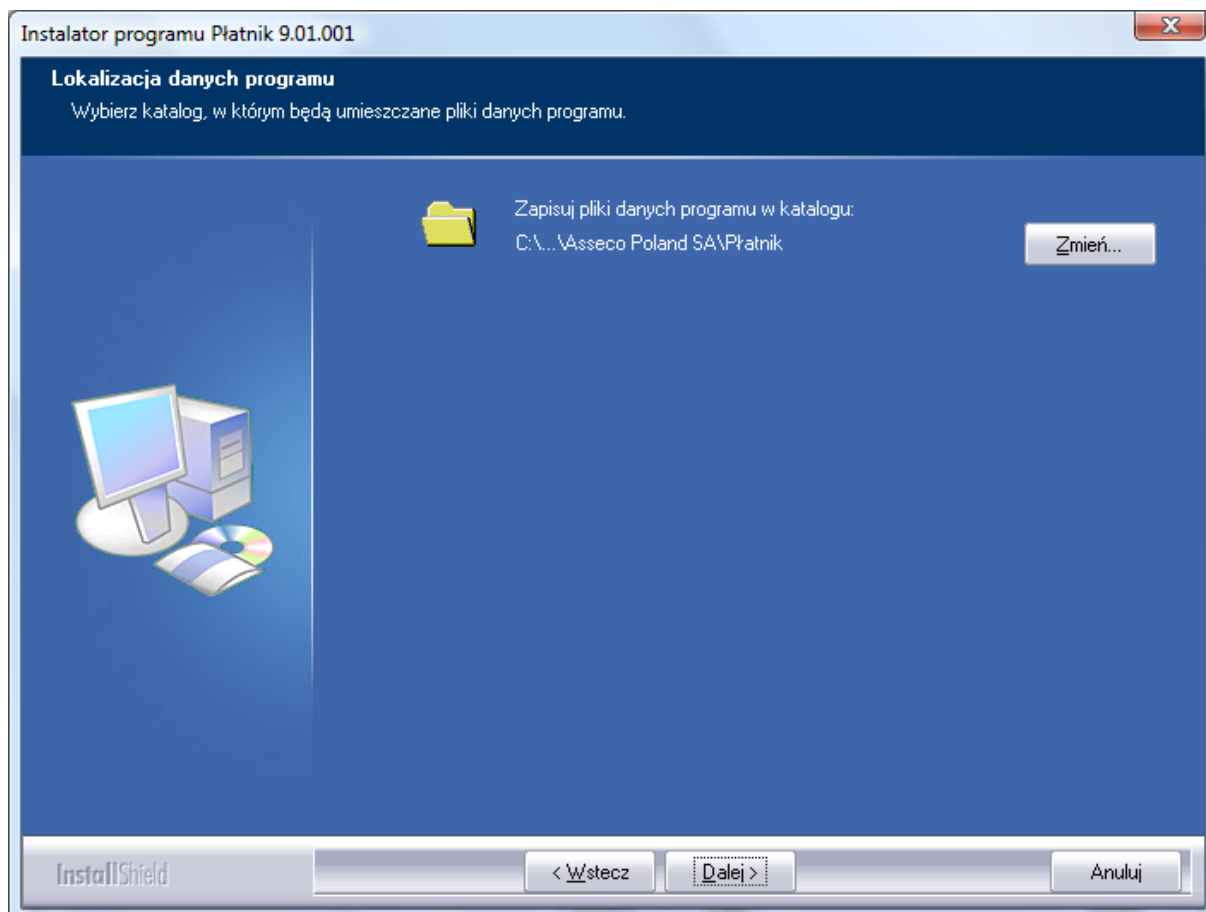 Instalator programu Płatnik 9.01.001
Lokalizacja danych programu
Wybierz katalog, w którym będą umieszczane pliki danych programu.
Zapisuj pliki danych programu w katalogu:
C:\...\Asseco Poland SA\Płatnik
Zmień...
InstallShield
< Wstecz
Dalej >
Anuluj